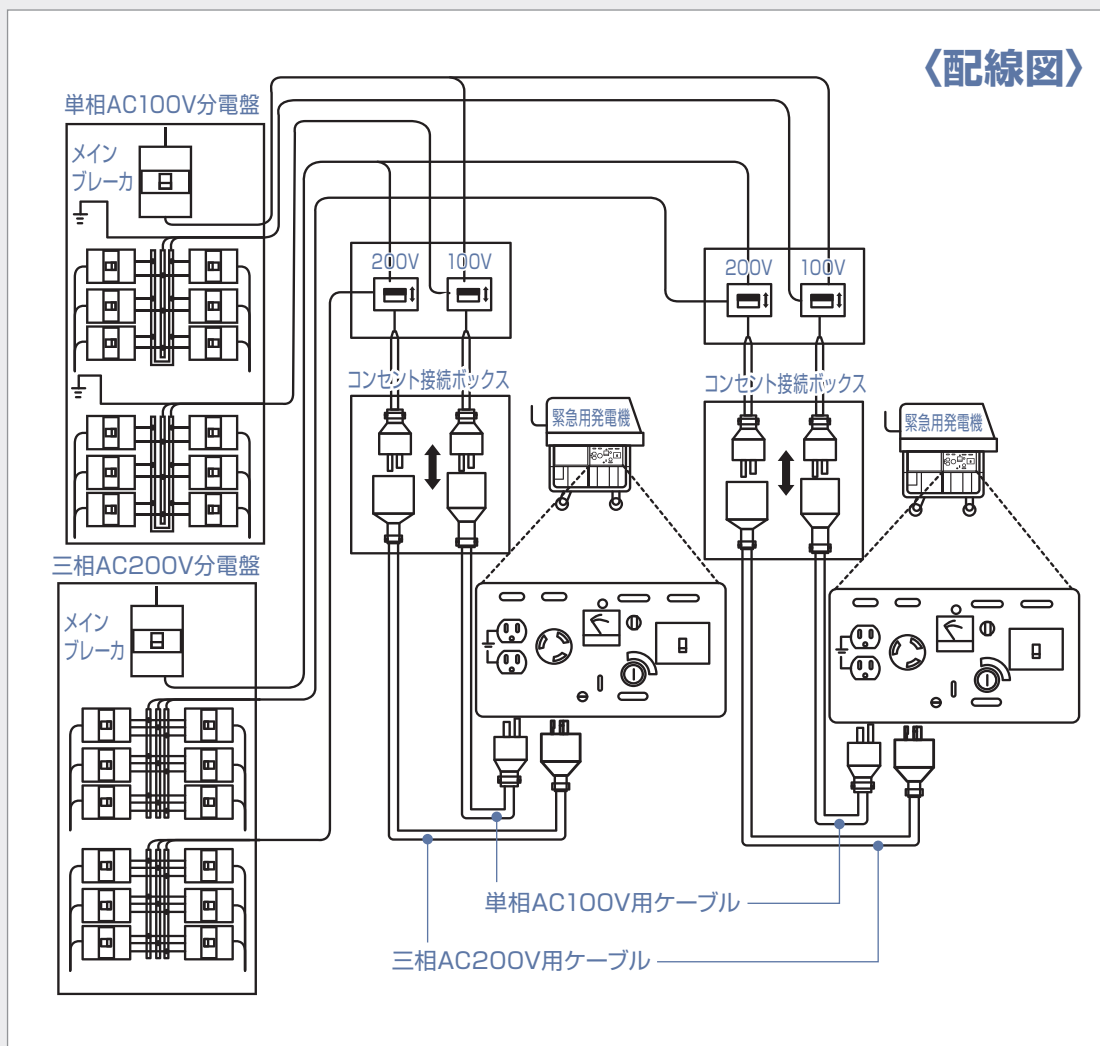 《配線図》
単相AC100V分電盤
メイン
ブレーカ
200V
100V
200V
100V
コンセント接続ボックス
コンセント接続ボックス
緊急用発電機
緊急用発電機
三相AC200V分電盤
メイン
ブレーカ
単相AC100V用ケーブル
三相AC200V用ケーブル